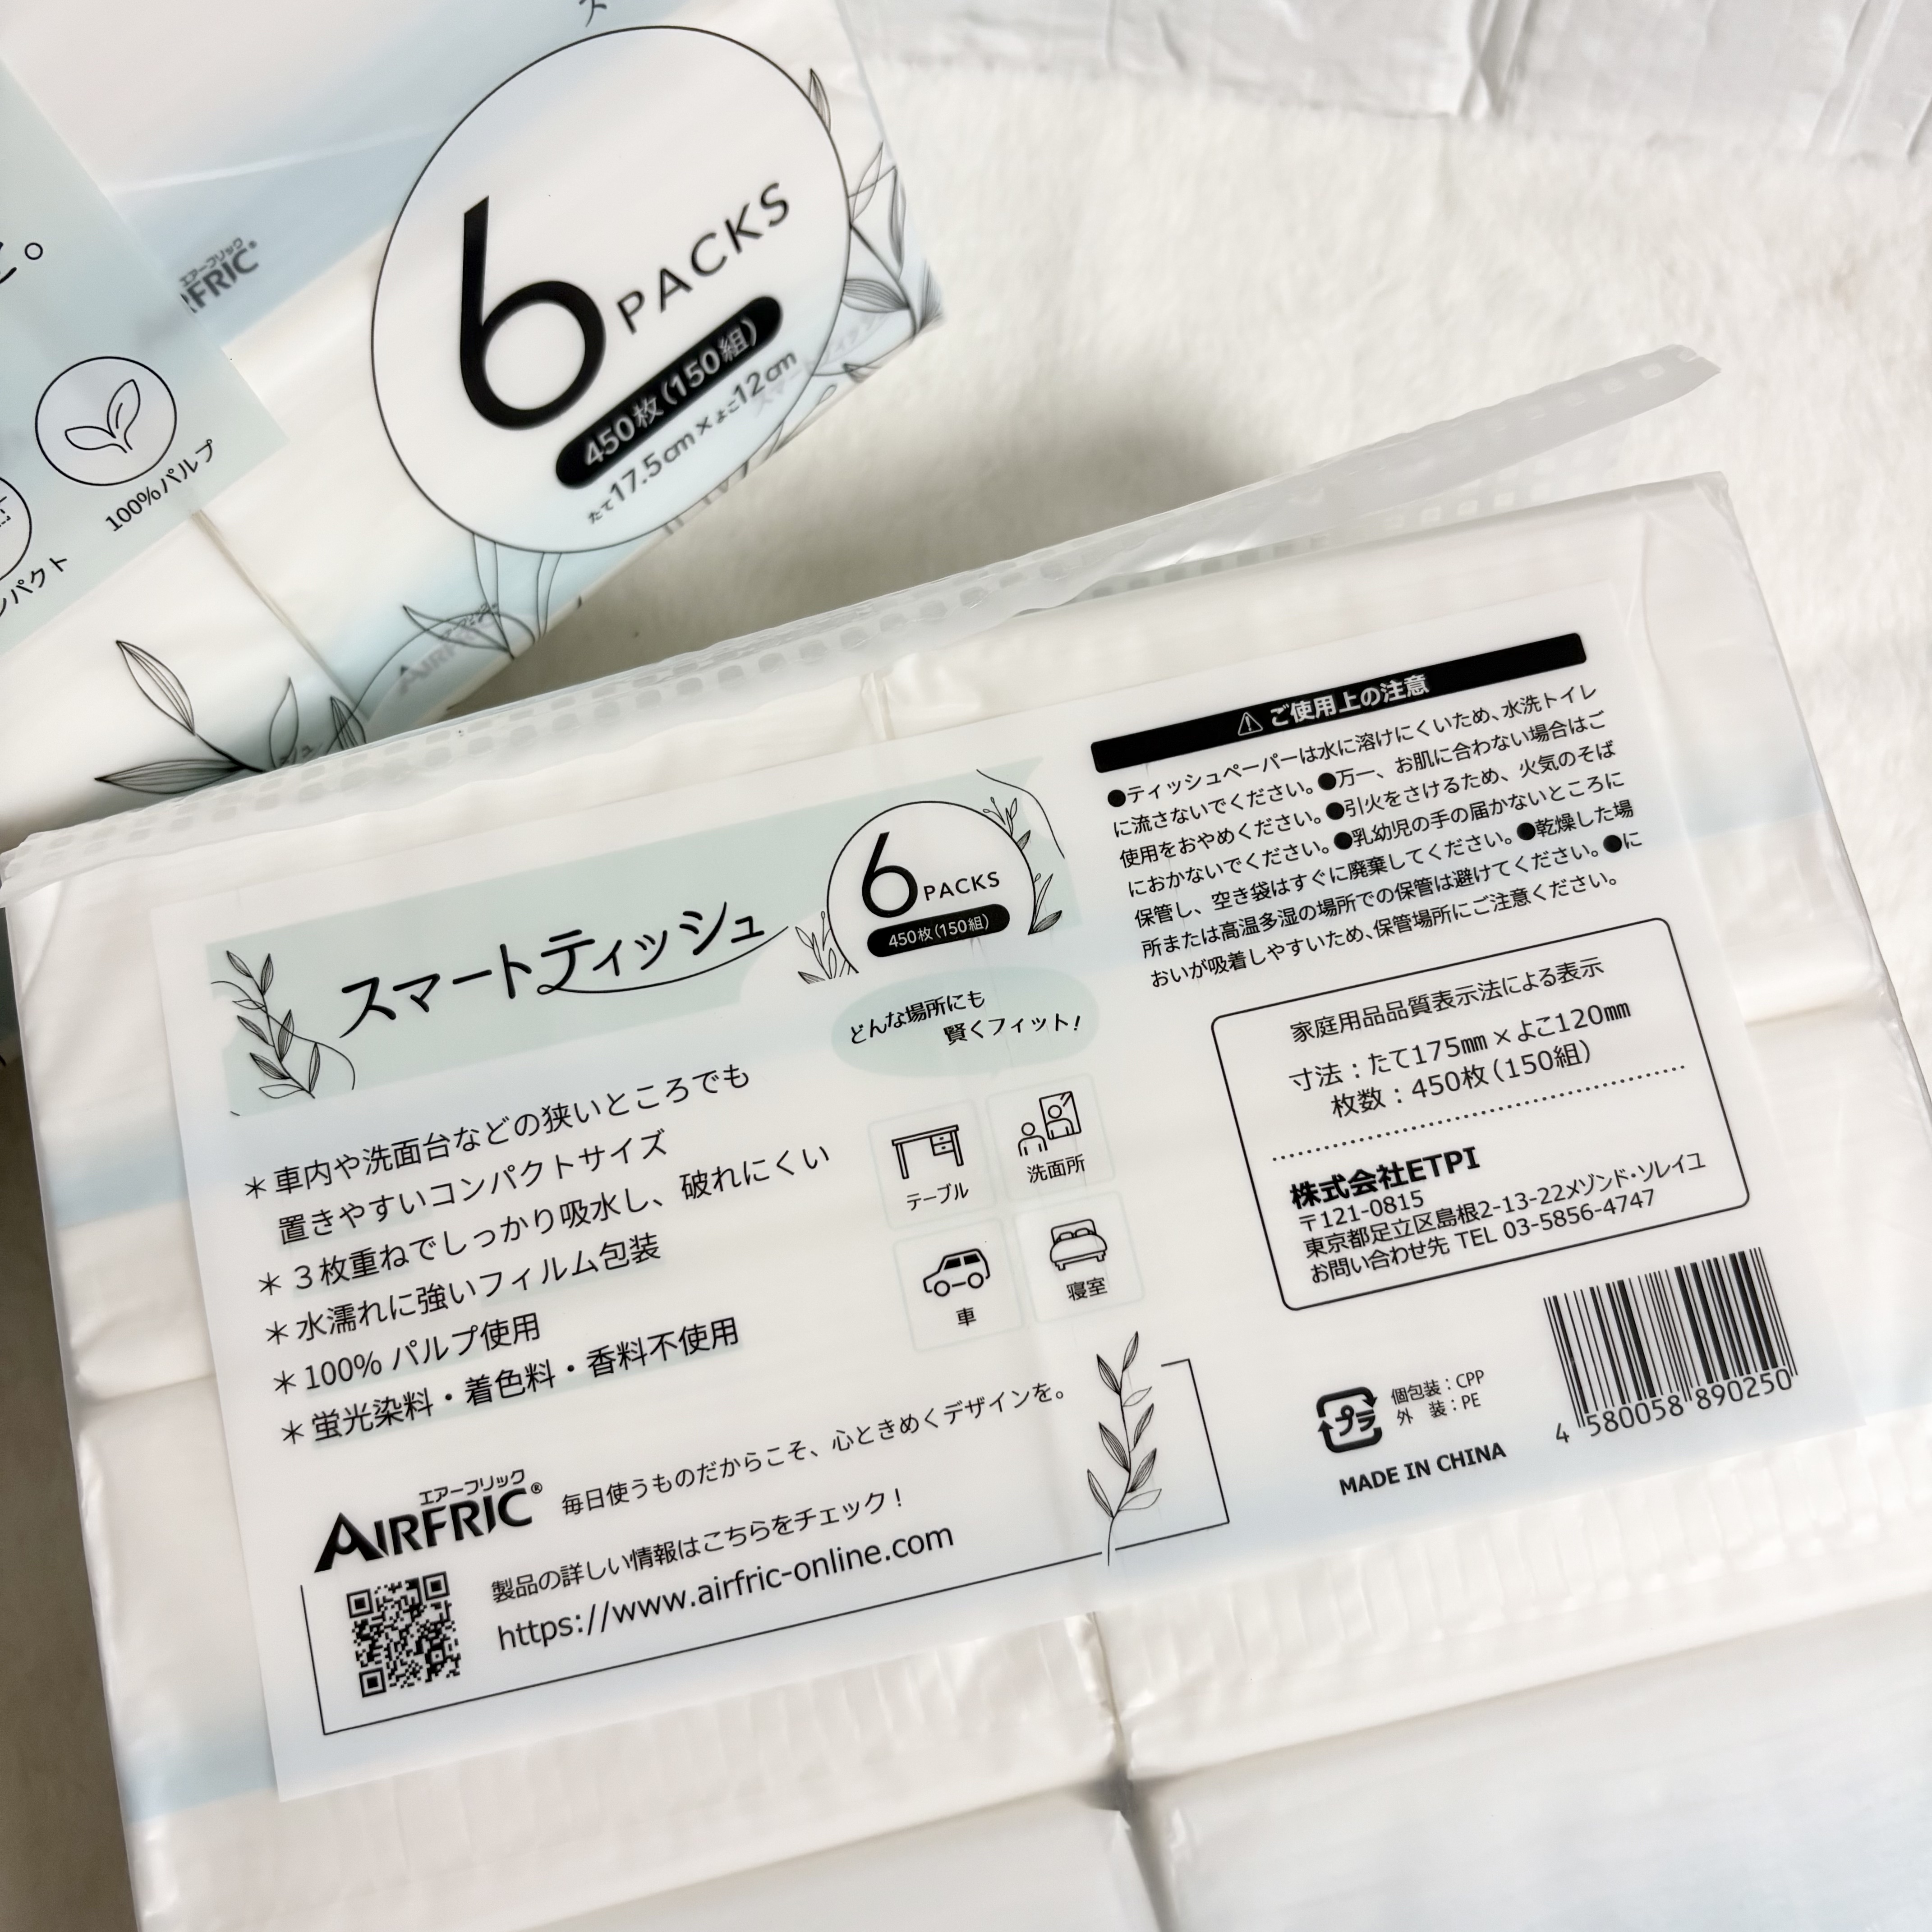 と。
エアーフリック
FRIC®
100%パルプ
パクト
6 PACKS
450枚(150組)
たて17.5cm×よこ12cm
スマートティッシュ
6 PACKS
450枚(150組)
どんな場所にも
賢くフィット!
＊車内や洗面台などの狭いところでも
置きやすいコンパクトサイズ
＊３枚重ねでしっかり吸水し、破れにくい
＊水濡れに強いフィルム包装
＊100% パルプ使用
＊蛍光染料・着色料・香料不使用
テーブル
洗面所
車
寝室
エアーフリック
AIRFRIC®
毎日使うものだからこそ、心ときめくデザインを。
製品の詳しい情報はこちらをチェック！
https://www.airfric-online.com
⚠ ご使用上の注意
●ティッシュペーパーは水に溶けにくいため、水洗トイレ
に流さないでください。●万一、お肌に合わない場合はご
使用をおやめください。●引火をさけるため、火気のそば
におかないでください。●乳幼児の手の届かないところに
保管し、空き袋はすぐに廃棄してください。●乾燥した場
所または高温多湿の場所での保管は避けてください。●に
おいが吸着しやすいため、保管場所にご注意ください。
家庭用品品質表示法による表示
寸法：たて175㎜×よこ120㎜
枚数：450枚（150組）
株式会社ETPI
〒121-0815
東京都足立区島根2-13-22メゾンド・ソレイユ
お問い合わせ先 TEL 03-5856-4747
プラ
個包装：CPP
外　装：PE
MADE IN CHINA
4 580058 890250